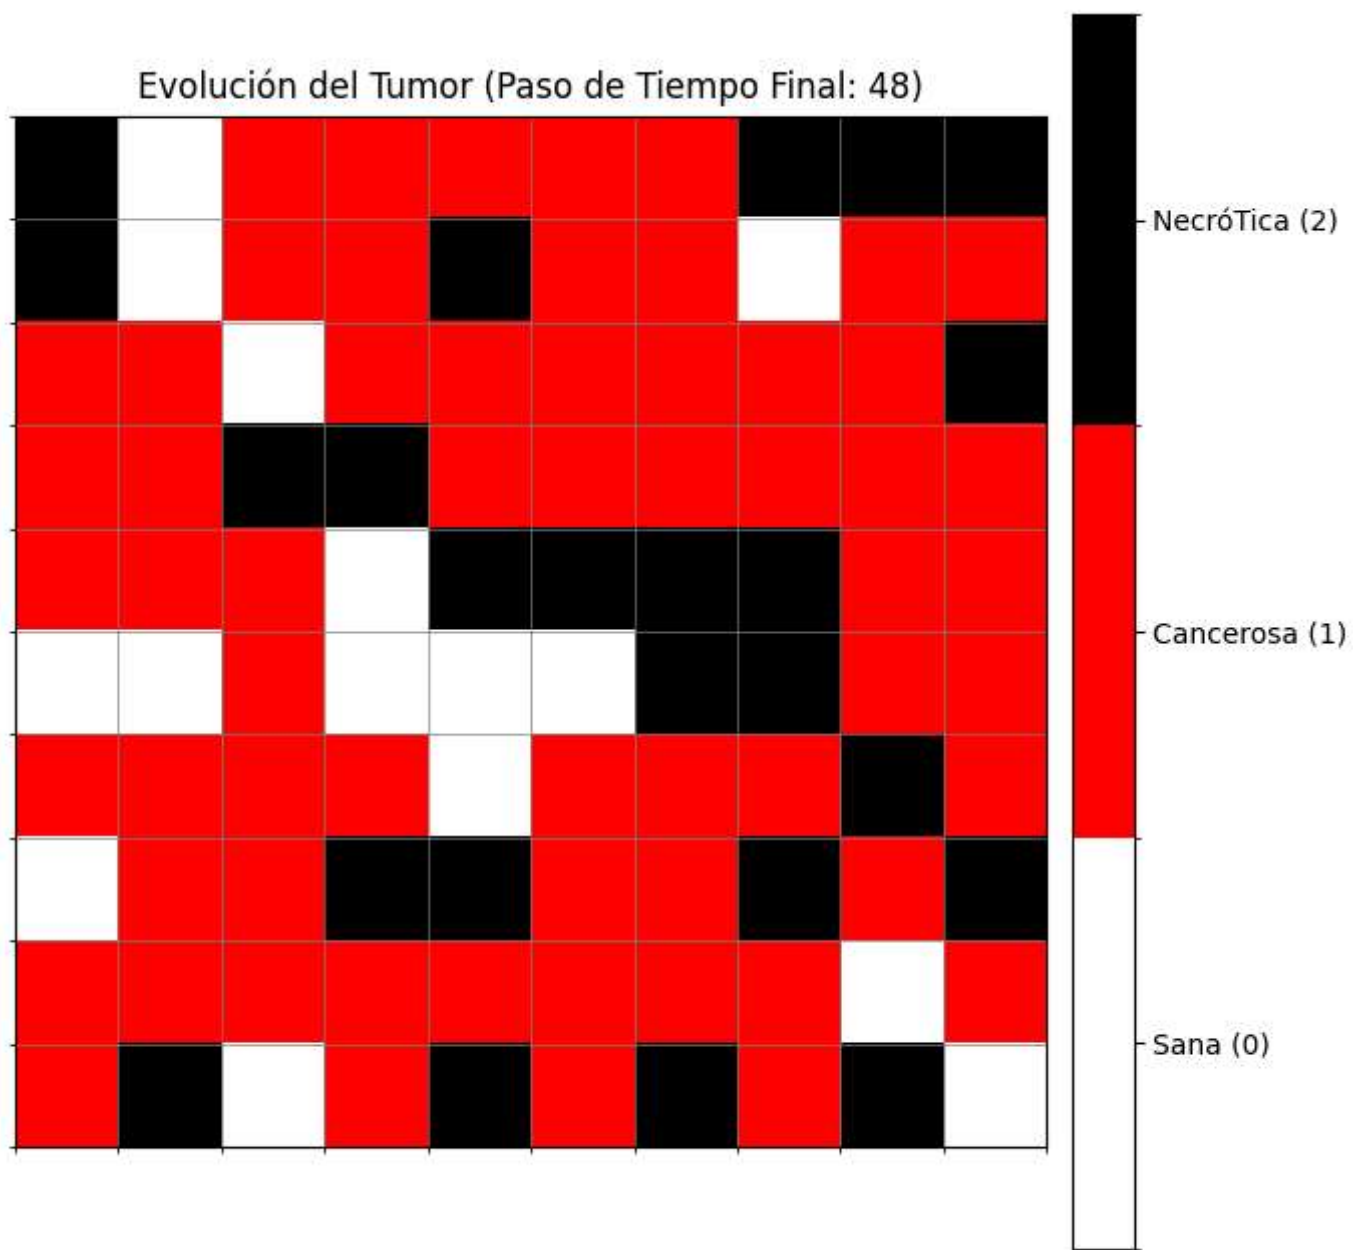 Evolución del Tumor (Paso de Tiempo Final: 48)
NecróTica (2)
Cancerosa (1)
Sana (0)